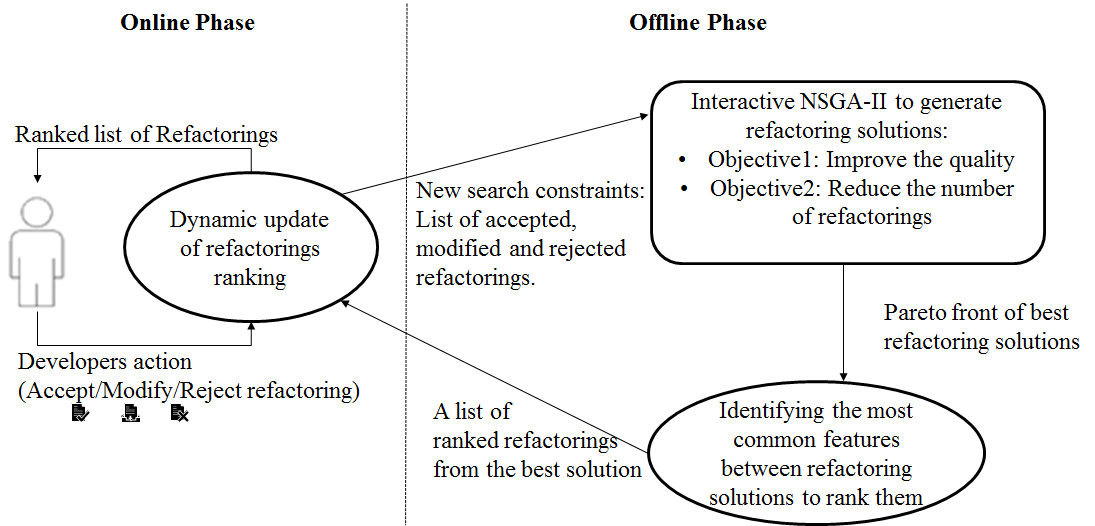 Online Phase
Offline Phase
Ranked list of Refactorings
Dynamic update
of refactorings
ranking
Developers action
(Accept/Modify/Reject refactoring)
New search constraints:
List of accepted,
modified and rejected
refactorings.
Interactive NSGA-II to generate
refactoring solutions:
• Objective1: Improve the quality
• Objective2: Reduce the number
of refactorings
Pareto front of best
refactoring solutions
Identifying the most
common features
between refactoring
solutions to rank them
A list of
ranked refactorings
from the best solution